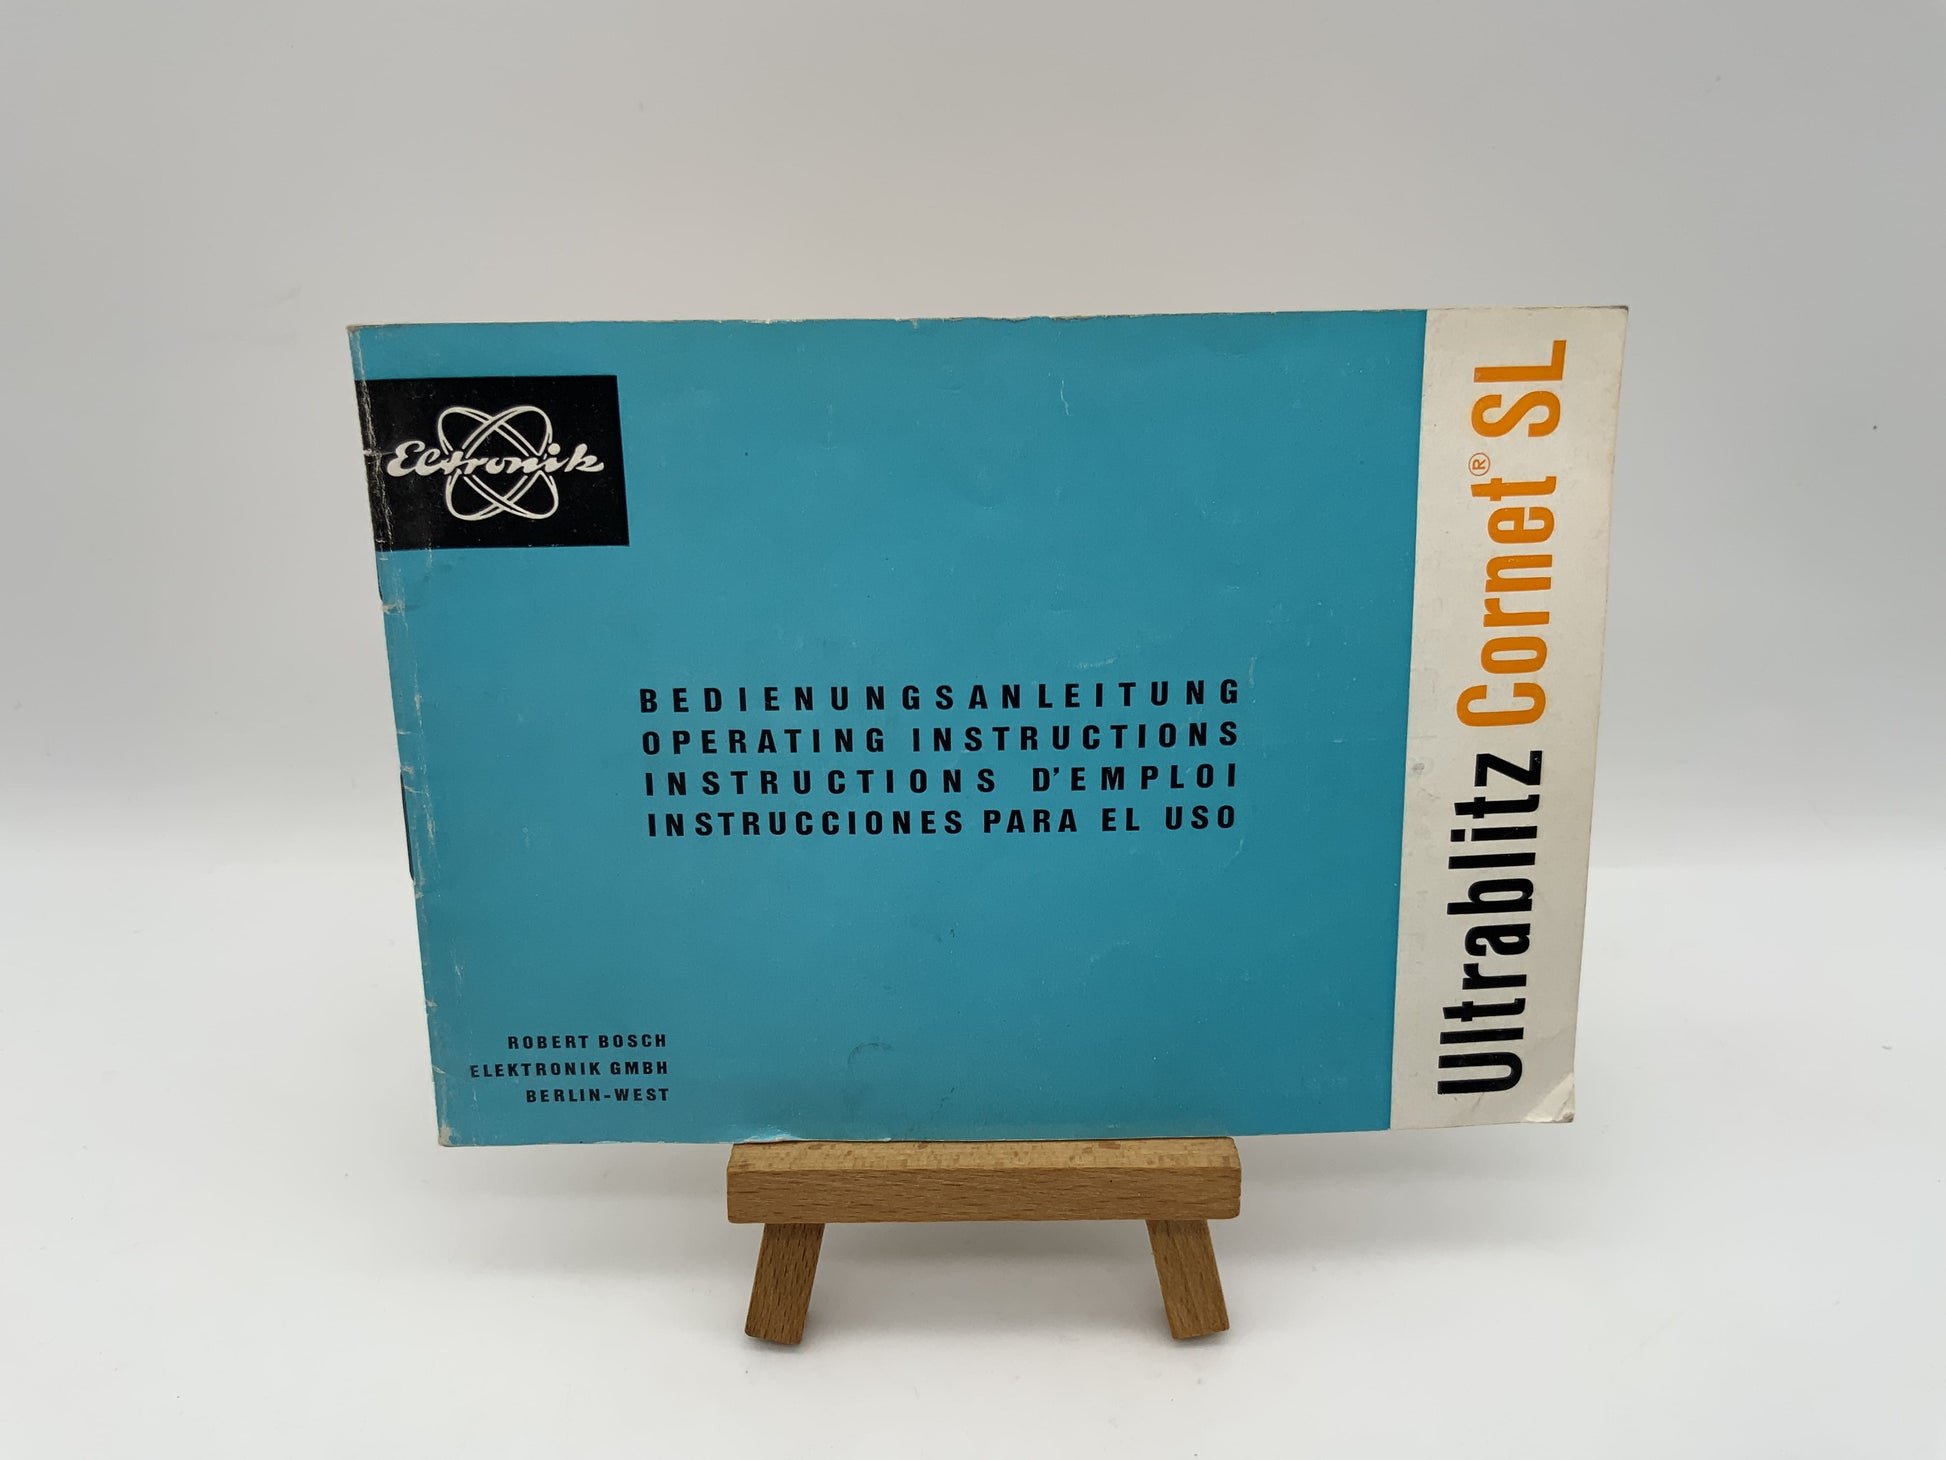 Eltronik
BEDIENUNGSANLEITUNG
OPERATING INSTRUCTIONS
INSTRUCTIONS D'EMPLOI
INSTRUCCIONES PARA EL USO
ROBERT BOSCH
ELEKTRONIK GMBH
BERLIN-WEST
Ultrablitz Cornet® SL